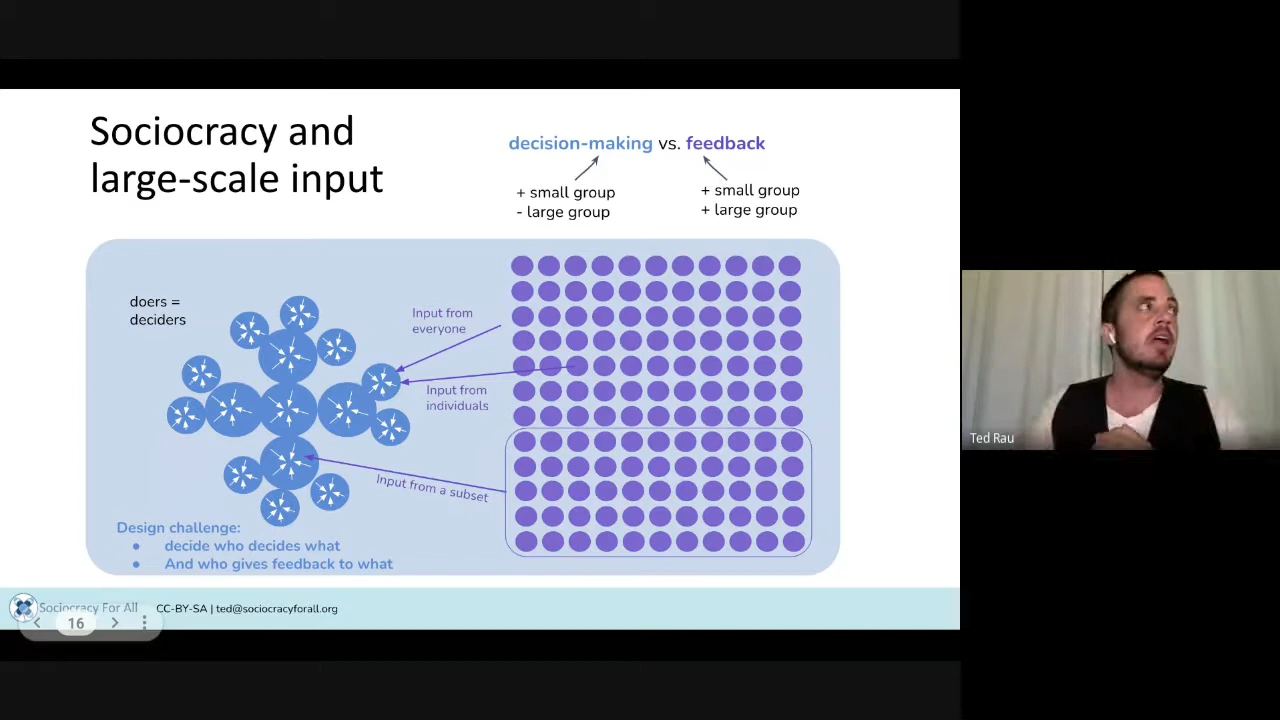 Sociocracy and
large-scale input
decision-making vs. feedback
+ small group
- large group
+ small group
+ large group
doers =
deciders
Input from
everyone
Input from
individuals
Input from a subset
Design challenge:
● decide who decides what
● And who gives feedback to what
Sociocracy For All
CC-BY-SA | ted@sociocracyforall.org
16
Ted Rau